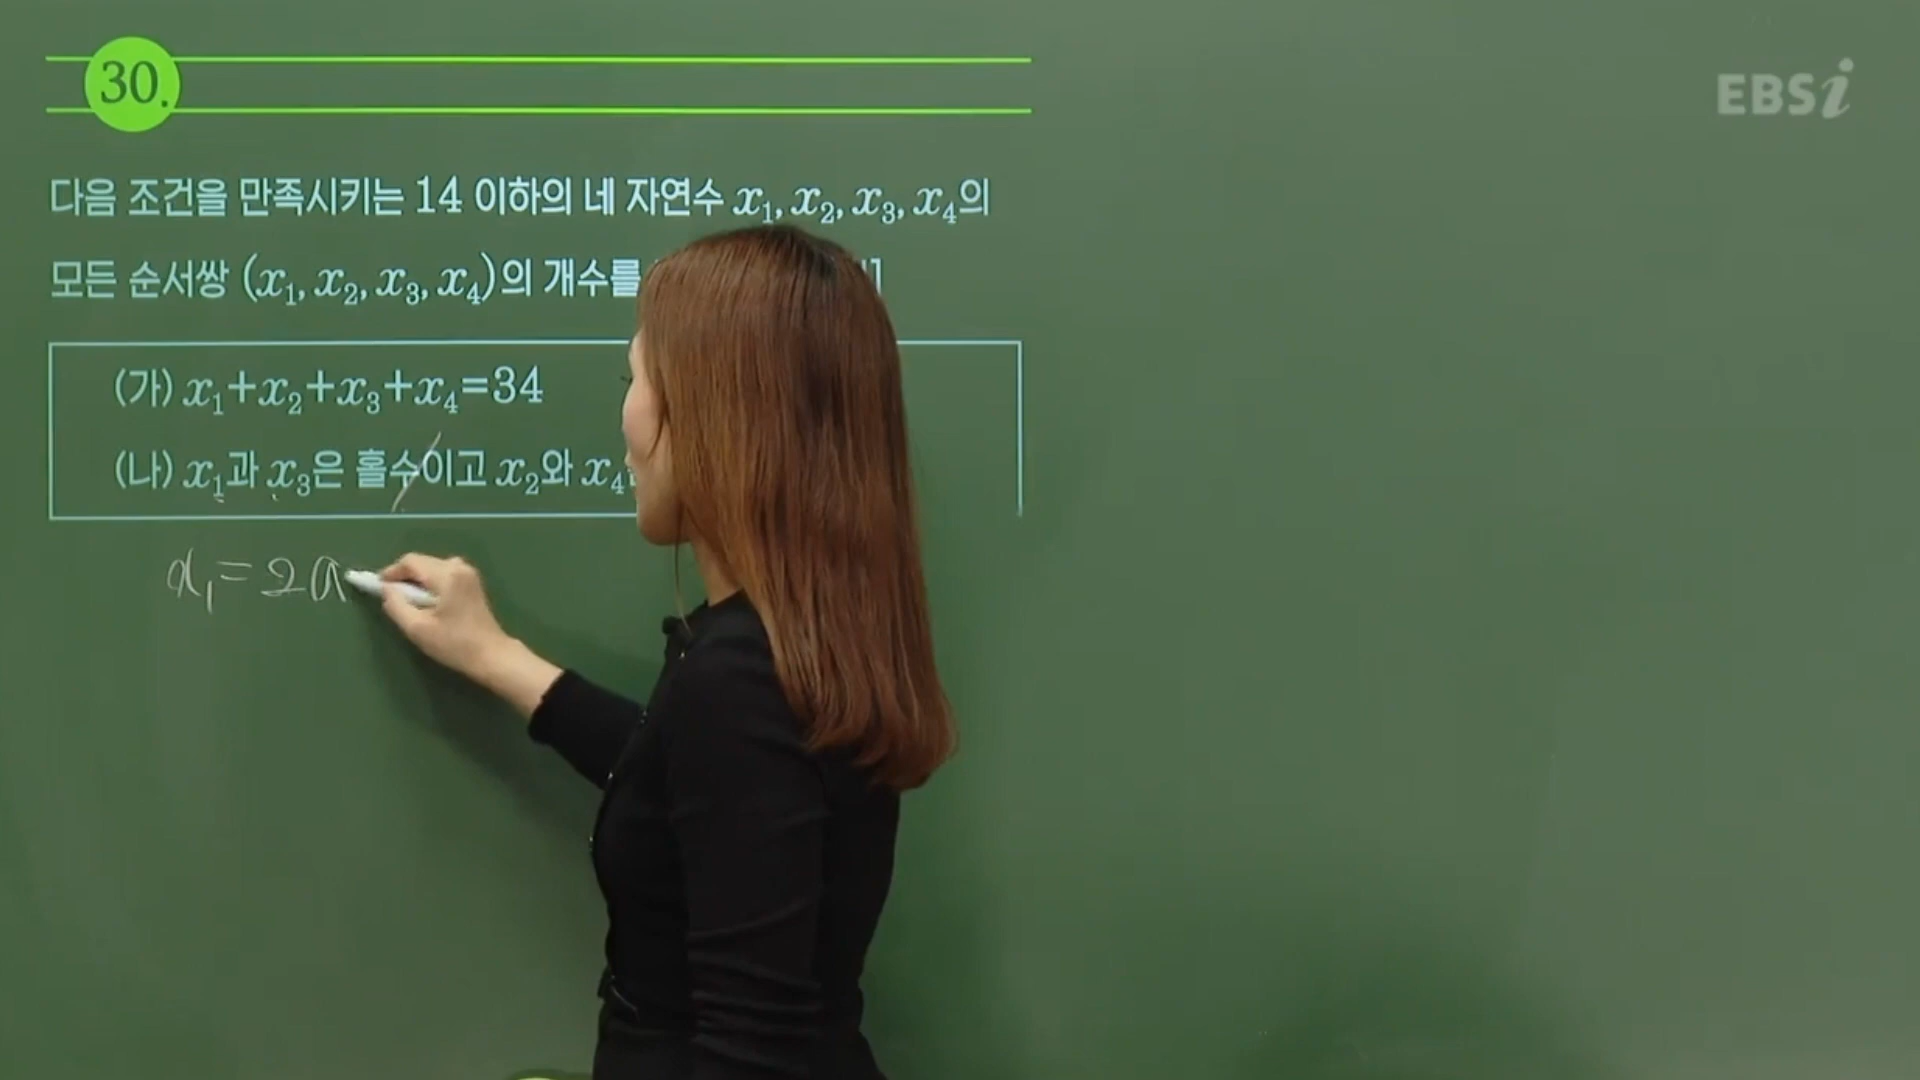 30.
EBSi
다음 조건을 만족시키는 14 이하의 네 자연수 x₁, x₂, x₃, x₄의
모든 순서쌍 (x₁, x₂, x₃, x₄)의 개수를
(가) x₁+x₂+x₃+x₄=34
(나) x₁과 x₃은 홀수이고 x₂와 x₄
x₁=2a